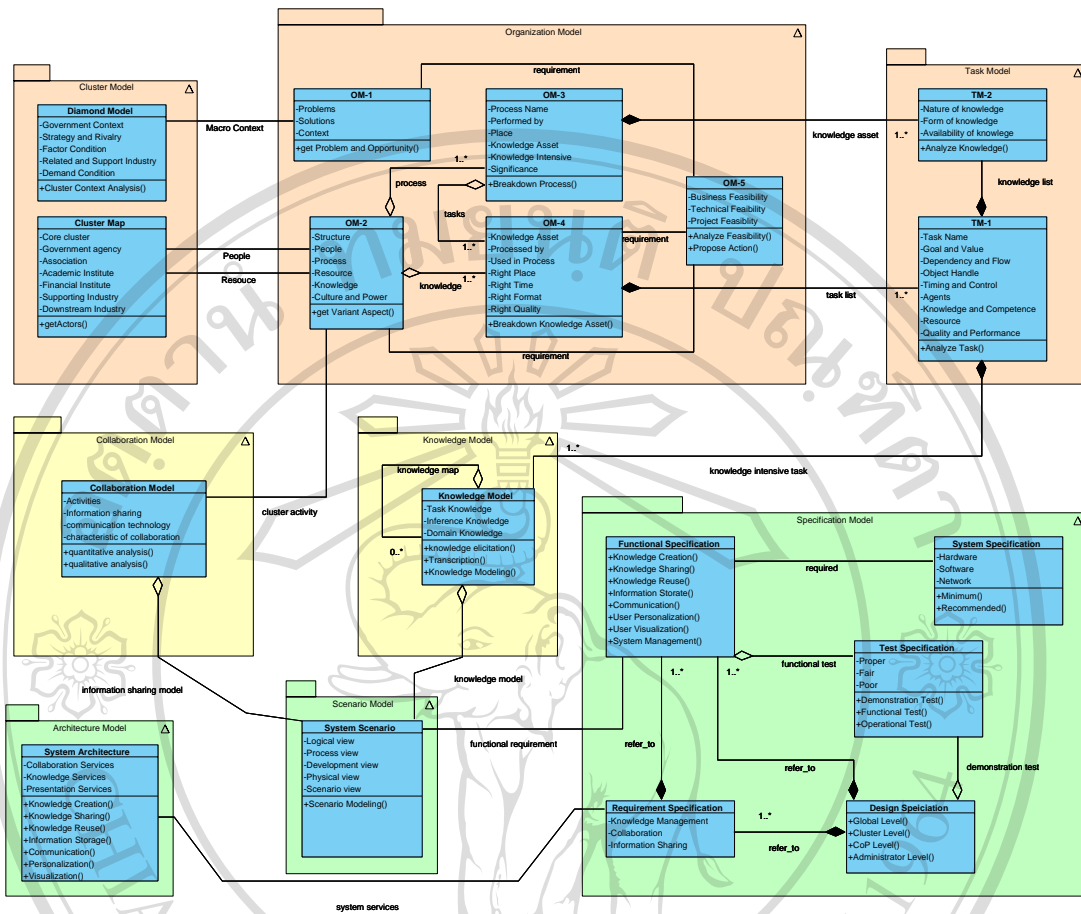 Organization Model
Cluster Model
Task Model
Diamond Model
-Government Context
-Strategy and Rivalry
-Factor Condition
-Related and Support Industry
-Demand Condition
+Cluster Context Analysis()
Macro Context
OM-1
-Problems
-Solutions
-Context
+get Problem and Opportunity()
requirement
OM-3
-Process Name
-Performed by
-Place
-Knowledge Asset
-Knowledge Intensive
-Significance
+Breakdown Process()
knowledge asset
1..*
TM-2
-Nature of knowledge
-Form of knowledge
-Availability of knowlege
+Analyze Knowledge()
knowledge list
1..*
process
tasks
1..*
OM-5
-Business Feasibility
-Technical Feaibility
-Project Feasiblity
+Analyze Feasibility()
+Propose Action()
Cluster Map
-Core cluster
-Government agency
-Association
-Academic Institute
-Financial Institute
-Supporting Industry
-Downstream Industry
+getActors()
People
Resouce
OM-2
-Structure
-People
-Process
-Resource
-Knowledge
-Culture and Power
+get Variant Aspect()
knowledge
1..*
OM-4
-Knowledge Asset
-Processed by
-Used in Process
-Right Place
-Right Time
-Right Format
-Right Quality
+Breakdown Knowledge Asset()
requirement
requirement
task list
1..*
TM-1
-Task Name
-Goal and Value
-Dependency and Flow
-Object Handle
-Timing and Control
-Agents
-Knowledge and Competence
-Resource
-Quality and Performance
+Analyze Task()
Collaboration Model
Collaboration Model
-Activities
-Information sharing
-communication technology
-characteristic of collaboration
+quantitative analysis()
+qualitative analysis()
cluster activity
Knowledge Model
knowledge map
Knowledge Model
-Task Knowledge
-Inference Knowledge
-Domain Knowledge
+knowledge elicitation()
+Transcription()
+Knowledge Modeling()
0..*
1..*
knowledge intensive task
Specification Model
Functional Specification
+Knowledge Creation()
+Knowledge Sharing()
+Knowledge Reuse()
+Information Storate()
+Communication()
+User Personalization()
+User Visualization()
+System Management()
required
System Specification
-Hardware
-Software
-Network
+Minimum()
+Recommended()
1..*
1..*
functional test
Test Specification
-Proper
-Fair
-Poor
+Demonstration Test()
+Functional Test()
+Operational Test()
information sharing model
knowledge model
Scenario Model
System Scenario
-Logical view
-Process view
-Development view
-Physical view
-Scenario view
+Scenario Modeling()
functional requirement
refer_to
refer_to
demonstration test
Architecture Model
System Architecture
-Collaboration Services
-Knowledge Services
-Presentation Services
+Knowledge Creation()
+Knowledge Sharing()
+Knowledge Reuse()
+Information Storage()
+Communication()
+Personalization()
+Visualization()
Requirement Specification
-Knowledge Management
-Collaboration
-Information Sharing
1..*
refer_to
Design Speiciation
+Global Level()
+Cluster Level()
+CoP Level()
+Administrator Level()
system services